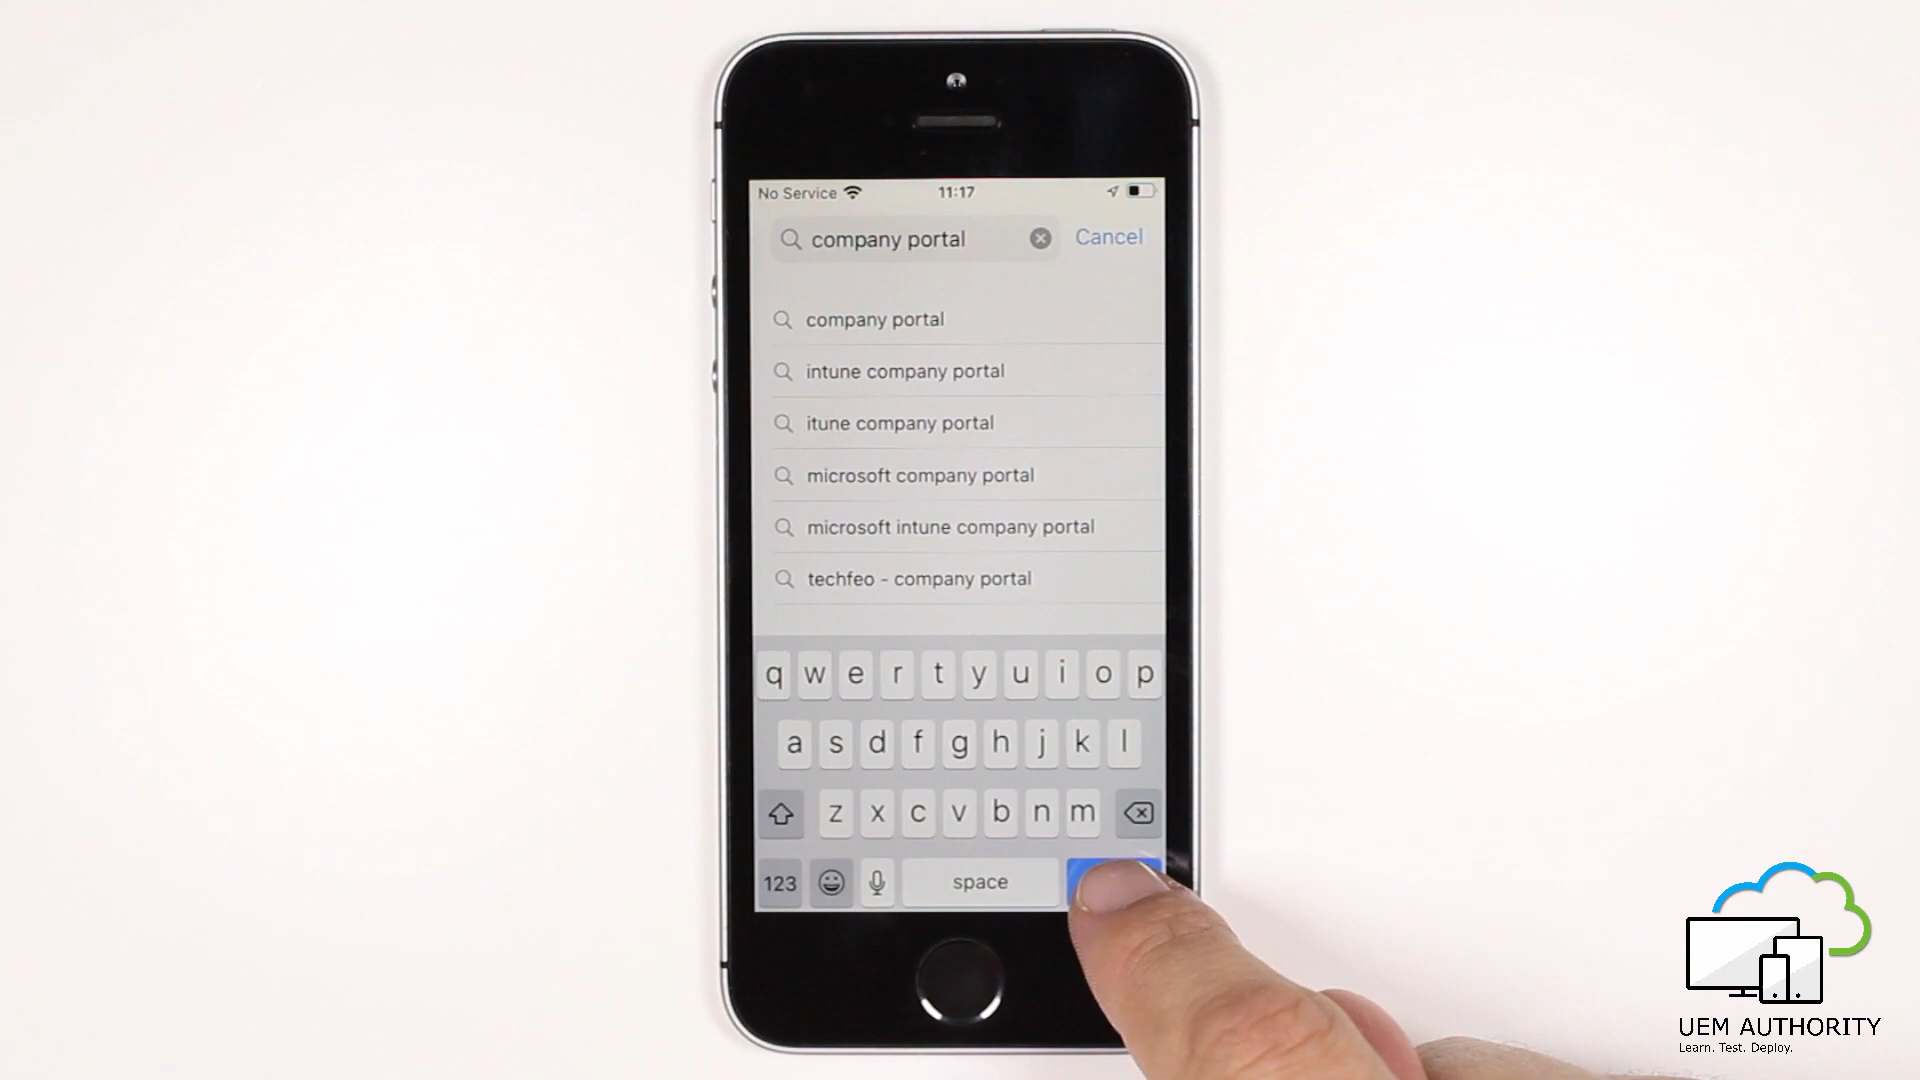 No Service 11:17
company portal Cancel
company portal
intune company portal
itune company portal
microsoft company portal
microsoft intune company portal
techfeo - company portal
q w e r t y u i o p
a s d f g h j k l
z x c v b n m
123 space
UEM AUTHORITY
Learn. Test. Deploy.